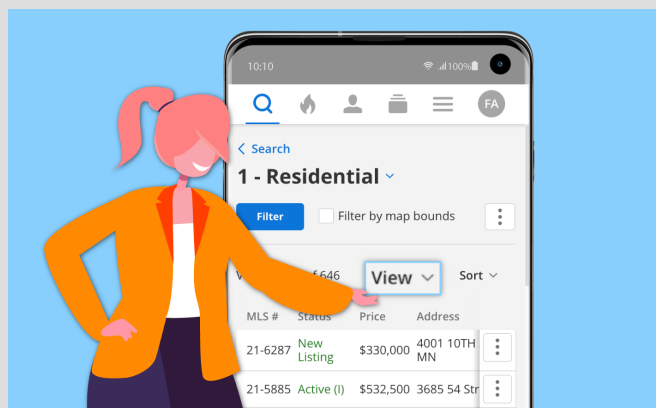 10:10 100%
FA
Search
1 - Residential
Filter Filter by map bounds
646 View Sort
MLS # Status Price Address
21-6287 New Listing $330,000 4001 10TH MN
21-5885 Active (I) $532,500 3685 54 Str